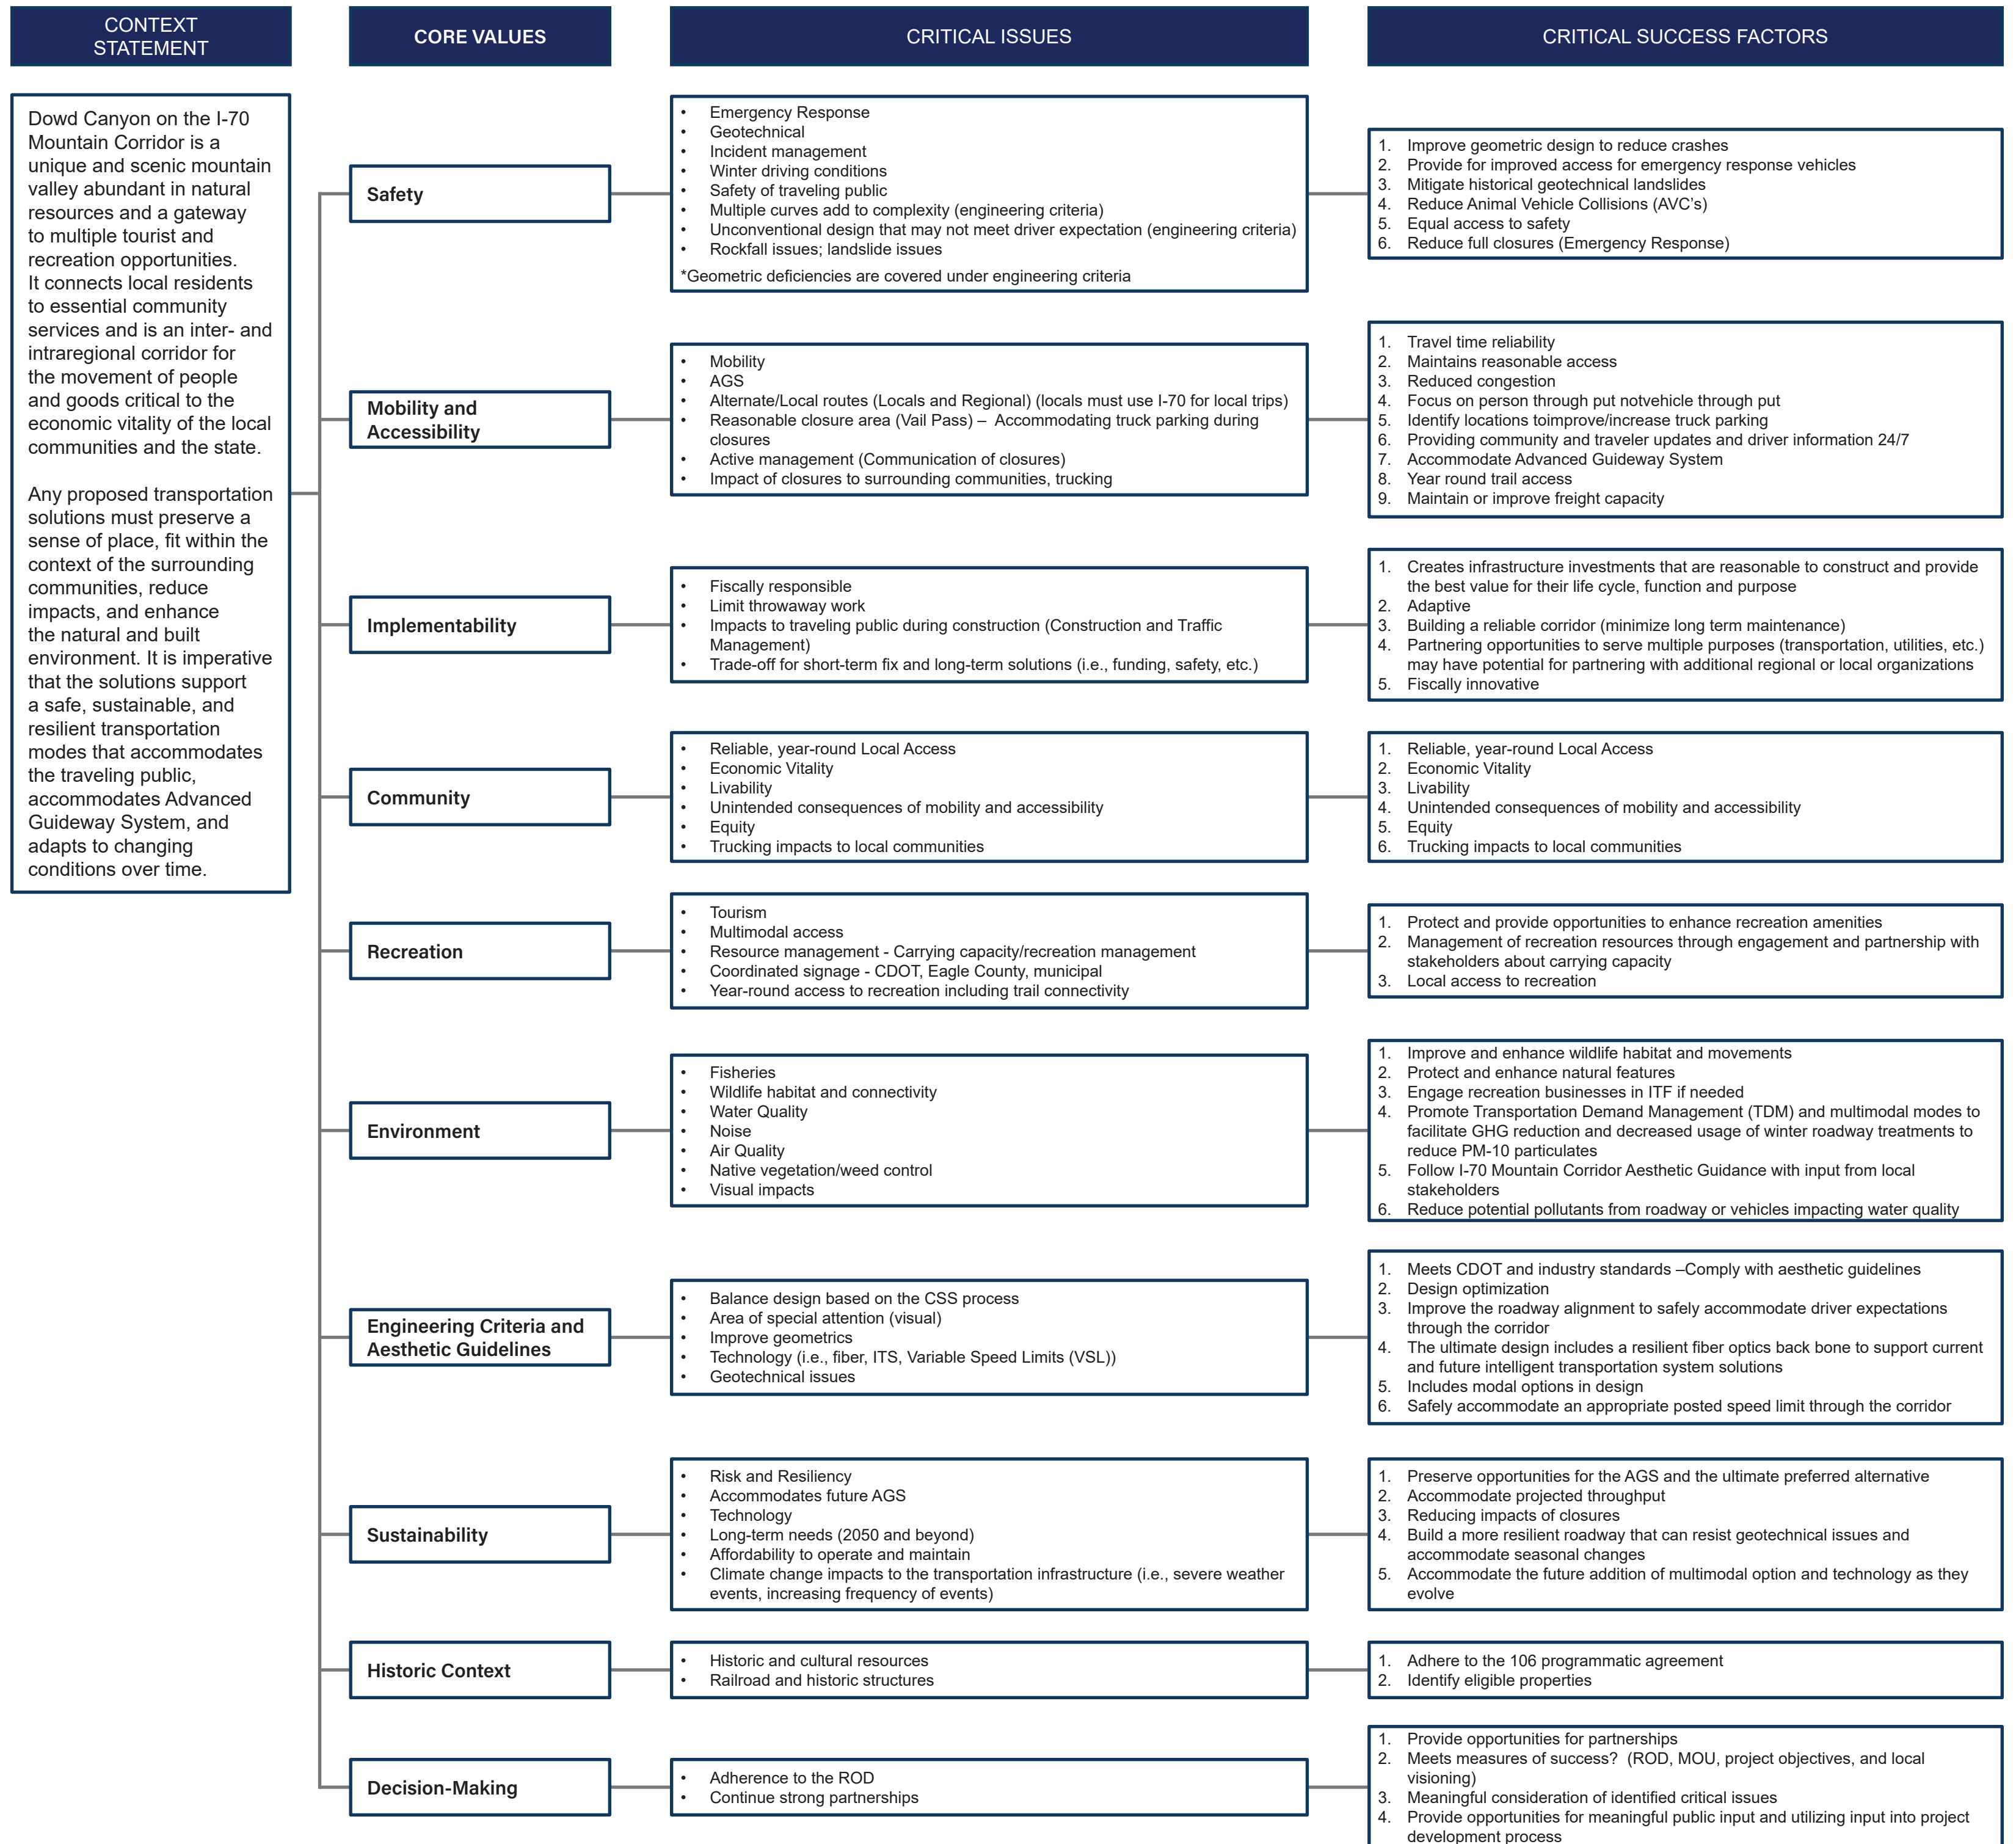 CONTEXT
STATEMENT
CORE VALUES
CRITICAL ISSUES
CRITICAL SUCCESS FACTORS
Dowd Canyon on the I-70
Mountain Corridor is a
unique and scenic mountain
valley abundant in natural
resources and a gateway
to multiple tourist and
recreation opportunities.
It connects local residents
to essential community
services and is an inter- and
intraregional corridor for
the movement of people
and goods critical to the
economic vitality of the local
communities and the state.
Any proposed transportation
solutions must preserve a
sense of place, fit within the
context of the surrounding
communities, reduce
impacts, and enhance
the natural and built
environment. It is imperative
that the solutions support
a safe, sustainable, and
resilient transportation
modes that accommodates
the traveling public,
accommodates Advanced
Guideway System, and
adapts to changing
conditions over time.
Safety
• Emergency Response
• Geotechnical
• Incident management
• Winter driving conditions
• Safety of traveling public
• Multiple curves add to complexity (engineering criteria)
• Unconventional design that may not meet driver expectation (engineering criteria)
• Rockfall issues; landslide issues
*Geometric deficiencies are covered under engineering criteria
1. Improve geometric design to reduce crashes
2. Provide for improved access for emergency response vehicles
3. Mitigate historical geotechnical landslides
4. Reduce Animal Vehicle Collisions (AVC’s)
5. Equal access to safety
6. Reduce full closures (Emergency Response)
Mobility and
Accessibility
• Mobility
• AGS
• Alternate/Local routes (Locals and Regional) (locals must use I-70 for local trips)
• Reasonable closure area (Vail Pass) – Accommodating truck parking during
closures
• Active management (Communication of closures)
• Impact of closures to surrounding communities, trucking
1. Travel time reliability
2. Maintains reasonable access
3. Reduced congestion
4. Focus on person through put notvehicle through put
5. Identify locations toimprove/increase truck parking
6. Providing community and traveler updates and driver information 24/7
7. Accommodate Advanced Guideway System
8. Year round trail access
9. Maintain or improve freight capacity
Implementability
• Fiscally responsible
• Limit throwaway work
• Impacts to traveling public during construction (Construction and Traffic
Management)
• Trade-off for short-term fix and long-term solutions (i.e., funding, safety, etc.)
1. Creates infrastructure investments that are reasonable to construct and provide
the best value for their life cycle, function and purpose
2. Adaptive
3. Building a reliable corridor (minimize long term maintenance)
4. Partnering opportunities to serve multiple purposes (transportation, utilities, etc.)
may have potential for partnering with additional regional or local organizations
5. Fiscally innovative
Community
• Reliable, year-round Local Access
• Economic Vitality
• Livability
• Unintended consequences of mobility and accessibility
• Equity
• Trucking impacts to local communities
1. Reliable, year-round Local Access
2. Economic Vitality
3. Livability
4. Unintended consequences of mobility and accessibility
5. Equity
6. Trucking impacts to local communities
Recreation
• Tourism
• Multimodal access
• Resource management - Carrying capacity/recreation management
• Coordinated signage - CDOT, Eagle County, municipal
• Year-round access to recreation including trail connectivity
1. Protect and provide opportunities to enhance recreation amenities
2. Management of recreation resources through engagement and partnership with
stakeholders about carrying capacity
3. Local access to recreation
Environment
• Fisheries
• Wildlife habitat and connectivity
• Water Quality
• Noise
• Air Quality
• Native vegetation/weed control
• Visual impacts
1. Improve and enhance wildlife habitat and movements
2. Protect and enhance natural features
3. Engage recreation businesses in ITF if needed
4. Promote Transportation Demand Management (TDM) and multimodal modes to
facilitate GHG reduction and decreased usage of winter roadway treatments to
reduce PM-10 particulates
5. Follow I-70 Mountain Corridor Aesthetic Guidance with input from local
stakeholders
6. Reduce potential pollutants from roadway or vehicles impacting water quality
Engineering Criteria and
Aesthetic Guidelines
• Balance design based on the CSS process
• Area of special attention (visual)
• Improve geometrics
• Technology (i.e., fiber, ITS, Variable Speed Limits (VSL))
• Geotechnical issues
1. Meets CDOT and industry standards –Comply with aesthetic guidelines
2. Design optimization
3. Improve the roadway alignment to safely accommodate driver expectations
through the corridor
4. The ultimate design includes a resilient fiber optics back bone to support current
and future intelligent transportation system solutions
5. Includes modal options in design
6. Safely accommodate an appropriate posted speed limit through the corridor
Sustainability
• Risk and Resiliency
• Accommodates future AGS
• Technology
• Long-term needs (2050 and beyond)
• Affordability to operate and maintain
• Climate change impacts to the transportation infrastructure (i.e., severe weather
events, increasing frequency of events)
1. Preserve opportunities for the AGS and the ultimate preferred alternative
2. Accommodate projected throughput
3. Reducing impacts of closures
4. Build a more resilient roadway that can resist geotechnical issues and
accommodate seasonal changes
5. Accommodate the future addition of multimodal option and technology as they
evolve
Historic Context
• Historic and cultural resources
• Railroad and historic structures
1. Adhere to the 106 programmatic agreement
2. Identify eligible properties
Decision-Making
• Adherence to the ROD
• Continue strong partnerships
1. Provide opportunities for partnerships
2. Meets measures of success? (ROD, MOU, project objectives, and local
visioning)
3. Meaningful consideration of identified critical issues
4. Provide opportunities for meaningful public input and utilizing input into project
development process